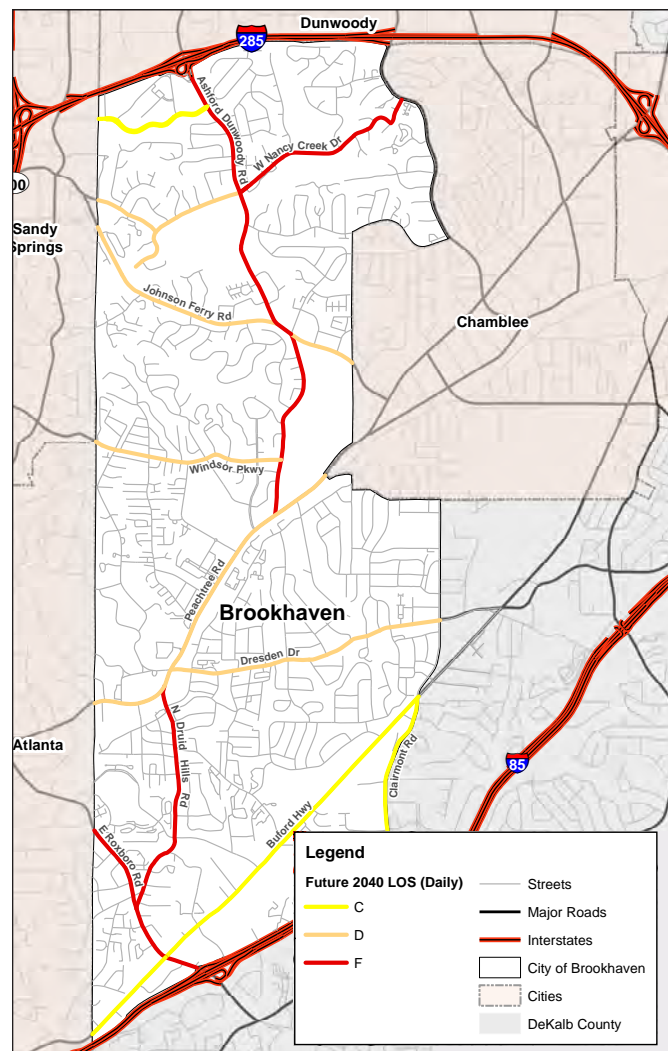 Dunwoody
285
Ashford Dunwoody Rd
W Nancy Creek Dr
00
Sandy
Springs
Johnson Ferry Rd
Chamblee
Windsor Pkwy
Peachtree Rd
Brookhaven
Dresden Dr
N Druid Hills Rd
Atlanta
Clairmont Rd
85
Buford Hwy
E Roxboro Rd
Legend
Future 2040 LOS (Daily)
C
D
F
Streets
Major Roads
Interstates
City of Brookhaven
Cities
DeKalb County